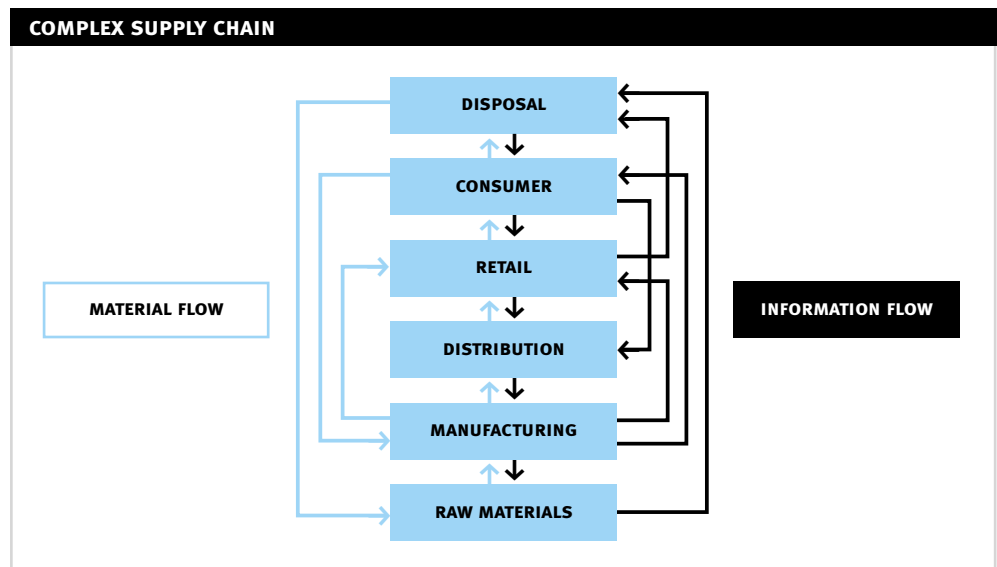 COMPLEX SUPPLY CHAIN
DISPOSAL
CONSUMER
RETAIL
MATERIAL FLOW
INFORMATION FLOW
DISTRIBUTION
MANUFACTURING
RAW MATERIALS